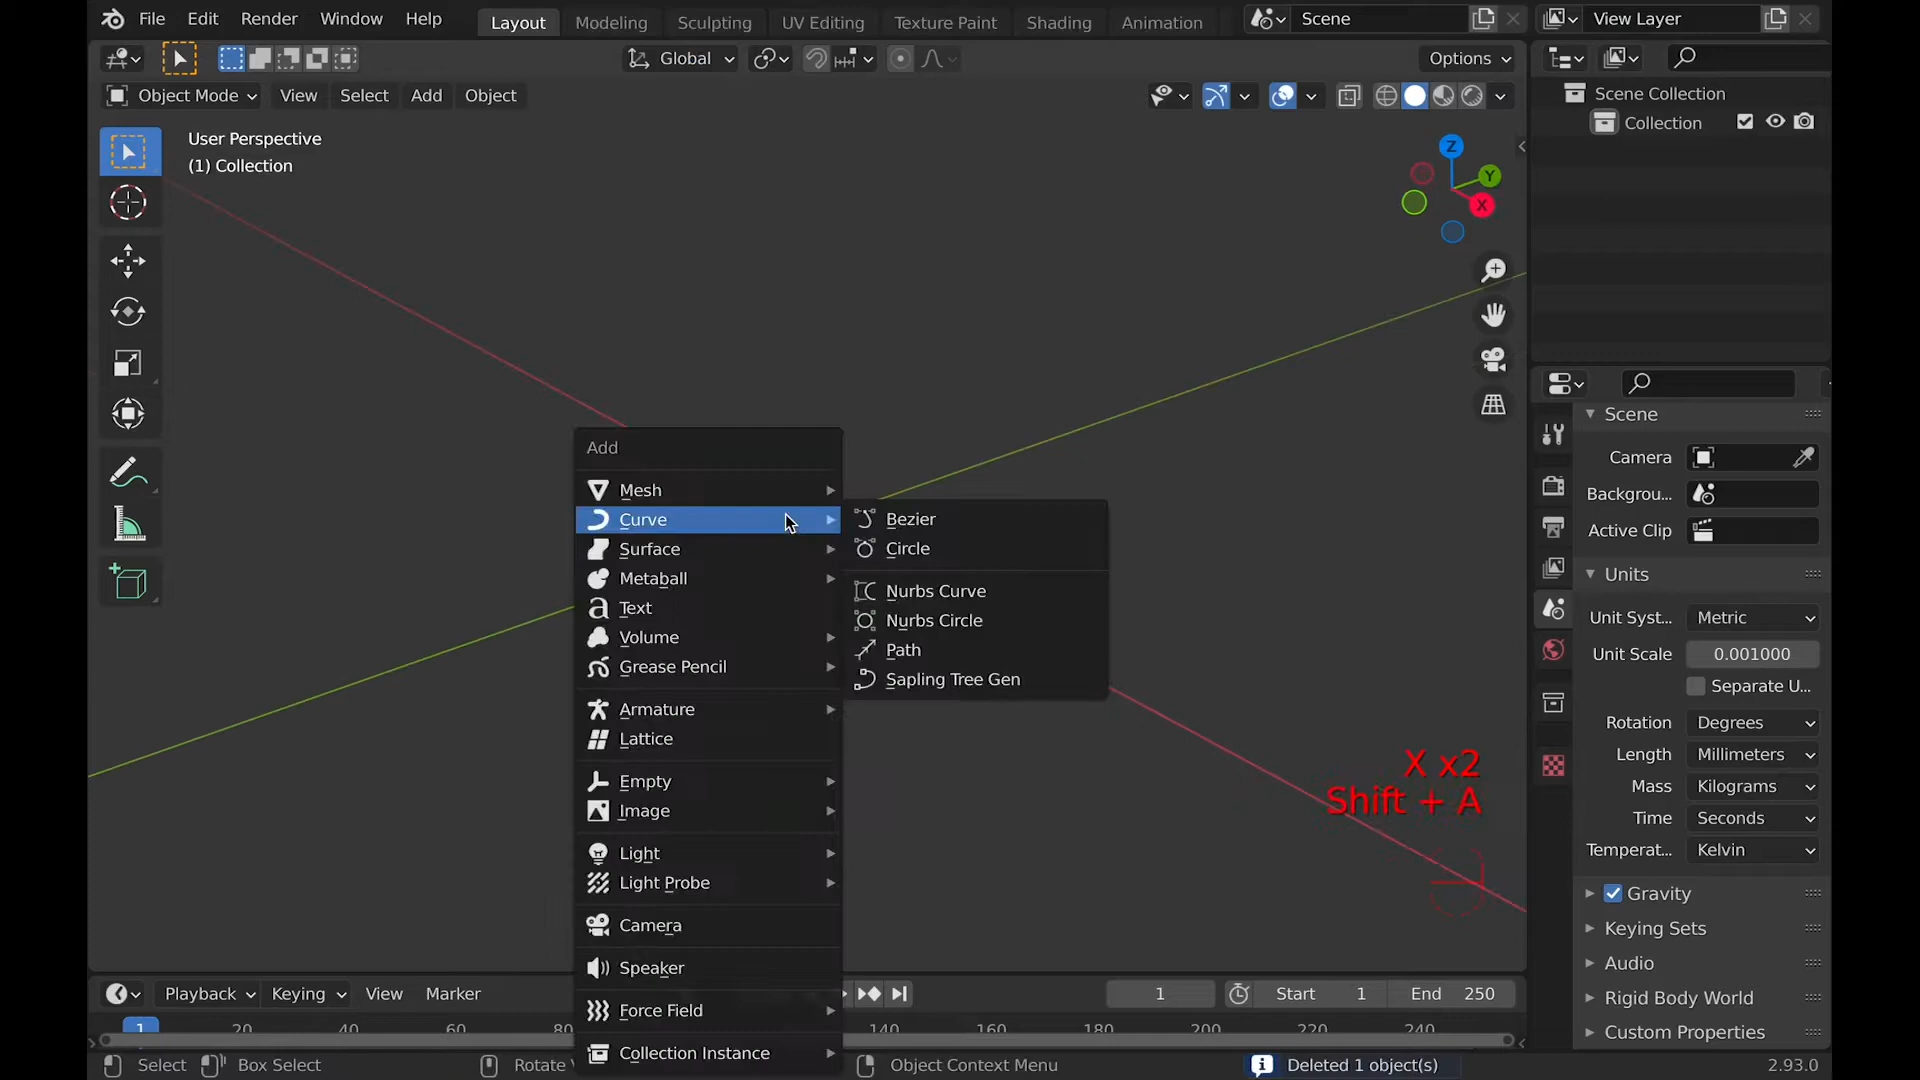 File Edit Render Window Help Layout Modeling Sculpting UV Editing Texture Paint Shading Animation Scene View Layer
Global Options
Object Mode View Select Add Object
User Perspective
(1) Collection
Z
Y
X
Scene Collection
Collection
Add
Mesh
Curve
Surface
Metaball
Text
Volume
Grease Pencil
Armature
Lattice
Empty
Image
Light
Light Probe
Camera
Speaker
Force Field
Collection Instance
Bezier
Circle
Nurbs Curve
Nurbs Circle
Path
Sapling Tree Gen
X x2
Shift + A
Scene
Camera
Backgrou...
Active Clip
Units
Unit Syst... Metric
Unit Scale 0.001000
Separate U...
Rotation Degrees
Length Millimeters
Mass Kilograms
Time Seconds
Temperat... Kelvin
Gravity
Keying Sets
Audio
Rigid Body World
Custom Properties
Playback Keying View Marker 1 Start 1 End 250
1 20 40 60 80 140 160 180 200 220 240
Select Box Select Rotate Object Context Menu Deleted 1 object(s) 2.93.0